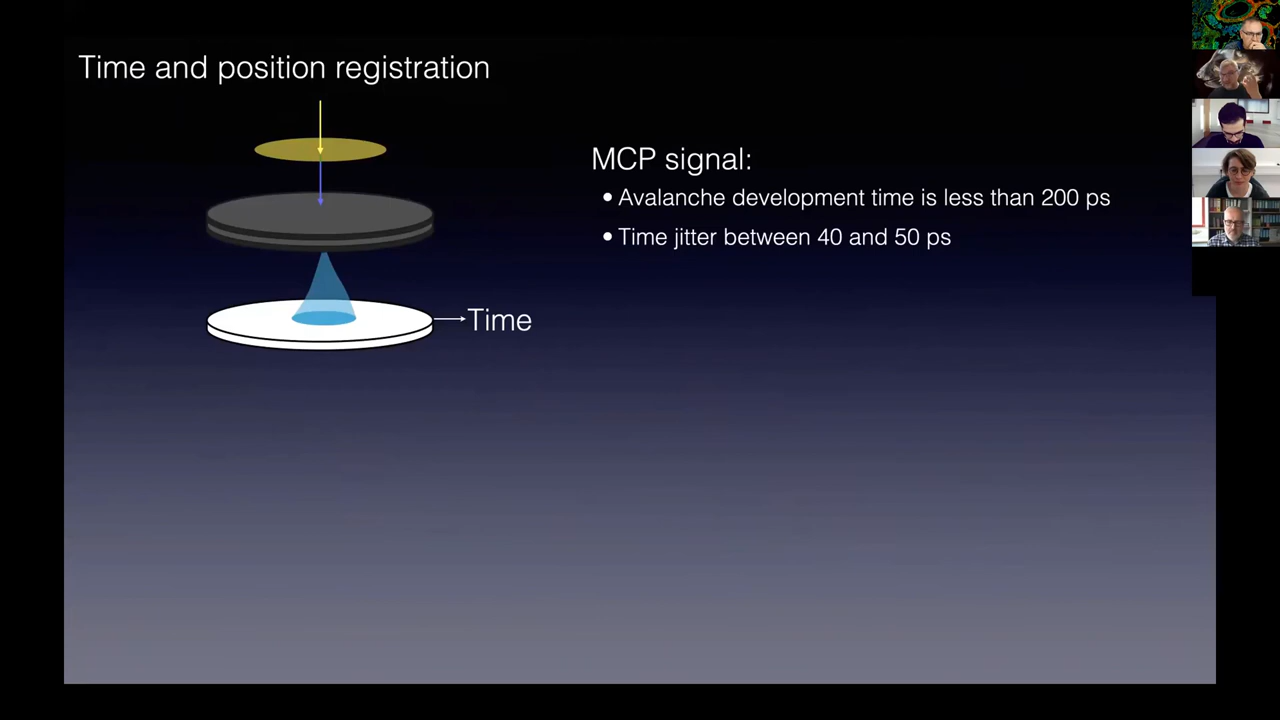 Time and position registration
MCP signal:
• Avalanche development time is less than 200 ps
• Time jitter between 40 and 50 ps
Time